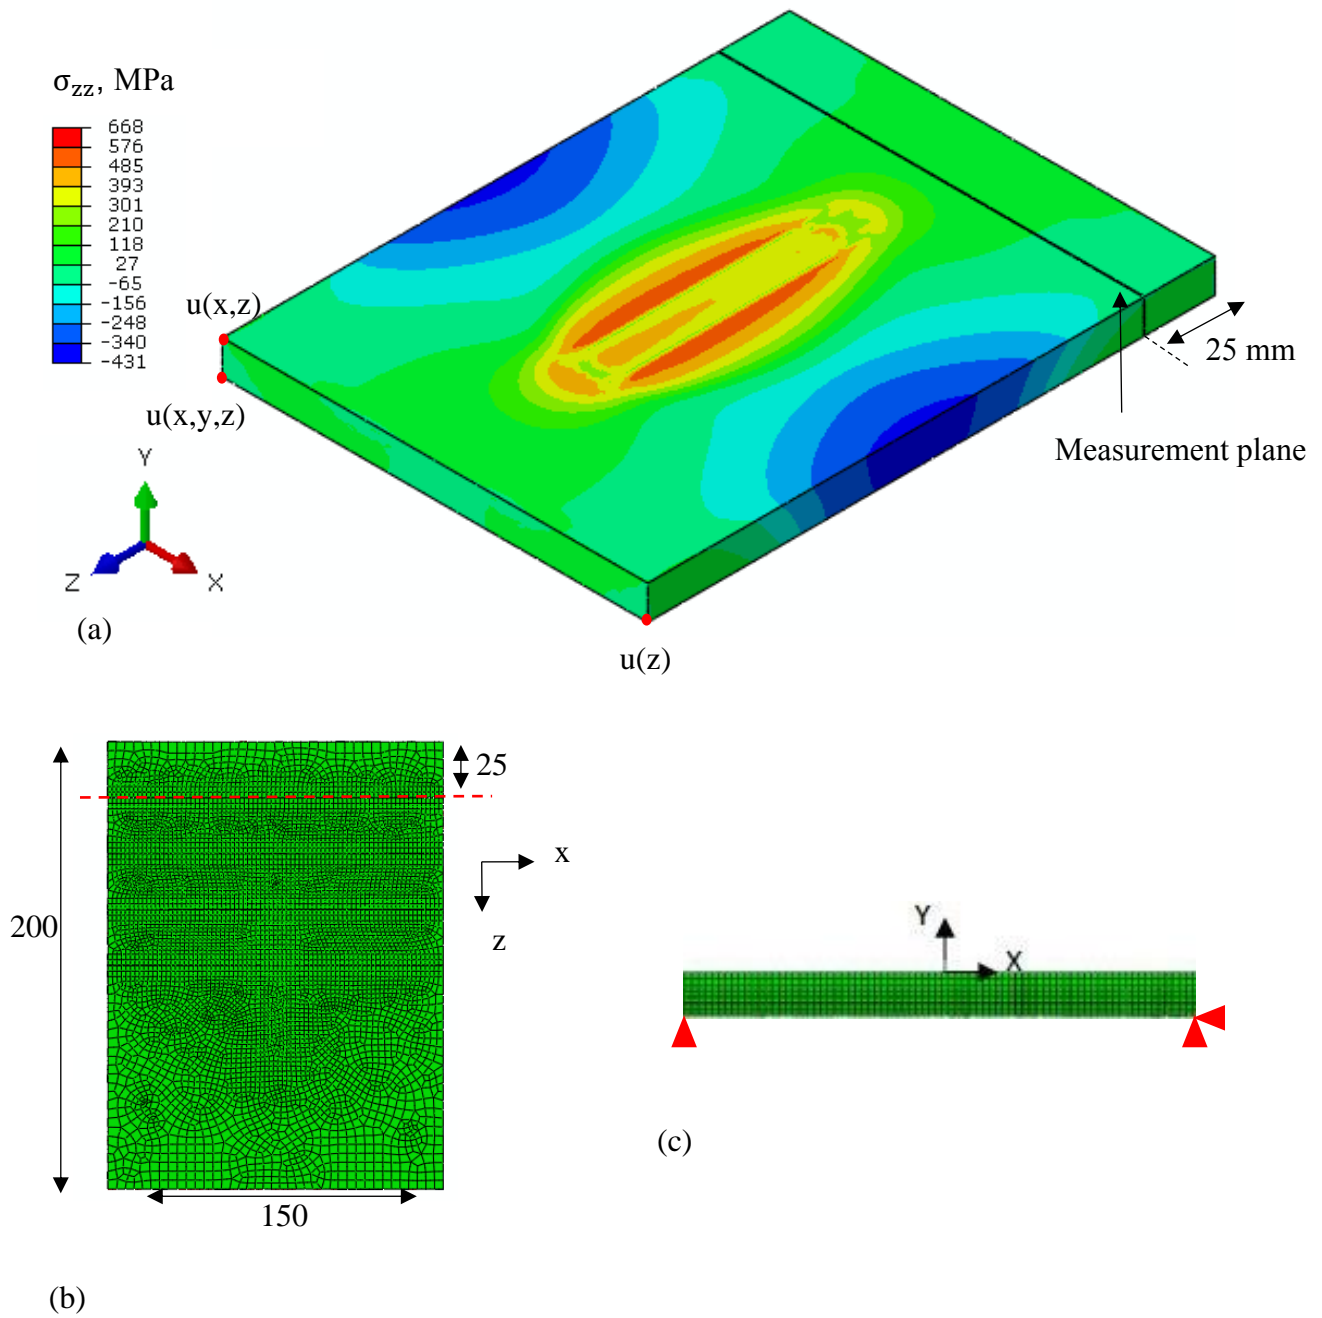 σzz, MPa
668
576
485
393
301
210
118
27
-65
-156
-248
-340
-431
u(x,z)
u(x,y,z)
25 mm
Measurement plane
Y
Z
X
(a)
u(z)
25
x
200
z
Y
X
150
(c)
(b)